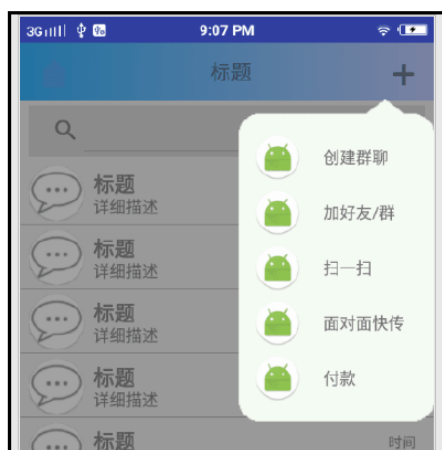 3G 9:07 PM
标题
+
创建群聊
标题
详细描述
加好友/群
标题
详细描述
扫一扫
标题
详细描述
面对面快传
标题
详细描述
付款
标题
时间